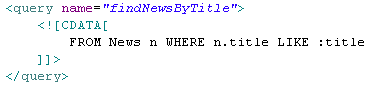 <query name="findNewsByTitle">
<![CDATA[
FROM News n WHERE n.title LIKE :title
]]>
</query>